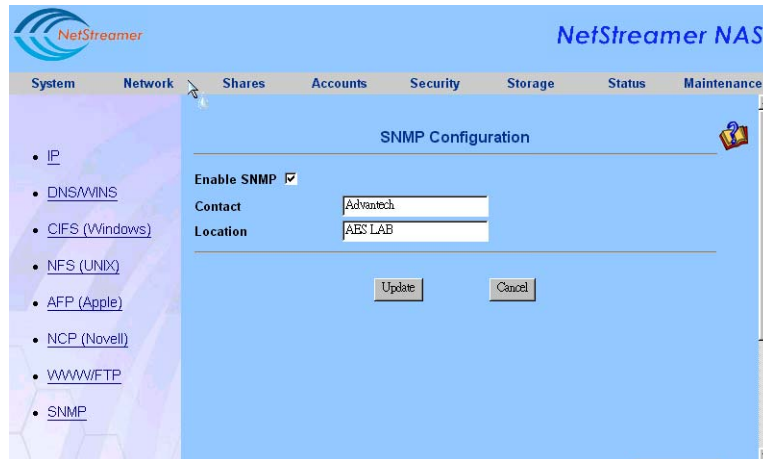 NetStreamer
NetStreamer NAS
System Network Shares Accounts Security Storage Status Maintenance
SNMP Configuration
IP
DNS/WINS
CIFS (Windows)
NFS (UNIX)
AFP (Apple)
NCP (Novell)
WWW/FTP
SNMP
Enable SNMP
Contact Advantech
Location AES LAB
Update Cancel